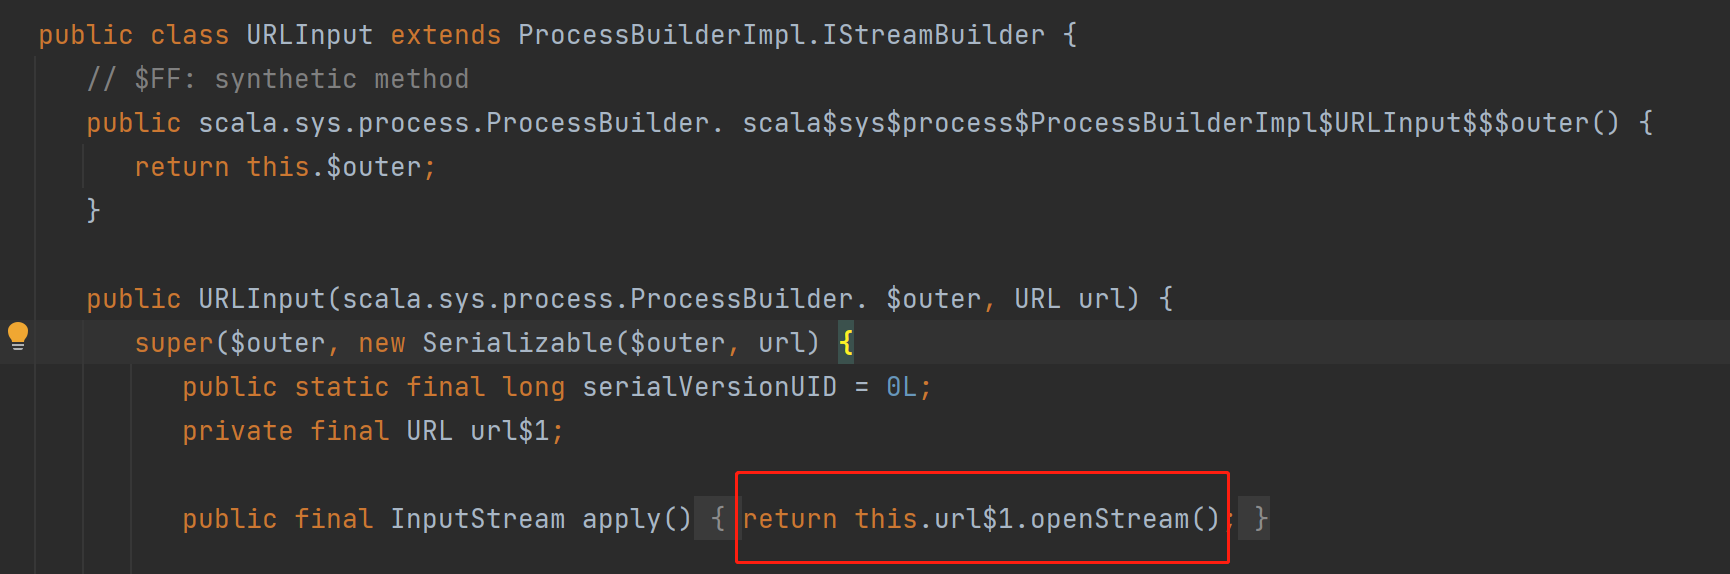 public class URLInput extends ProcessBuilderImpl.IStreamBuilder {
// $FF: synthetic method
public scala.sys.process.ProcessBuilder. scala$sys$process$ProcessBuilderImpl$URLInput$$$outer() {
return this.$outer;
}
public URLInput(scala.sys.process.ProcessBuilder. $outer, URL url) {
super($outer, new Serializable($outer, url) {
public static final long serialVersionUID = 0L;
private final URL url$1;
public final InputStream apply() { return this.url$1.openStream(); }